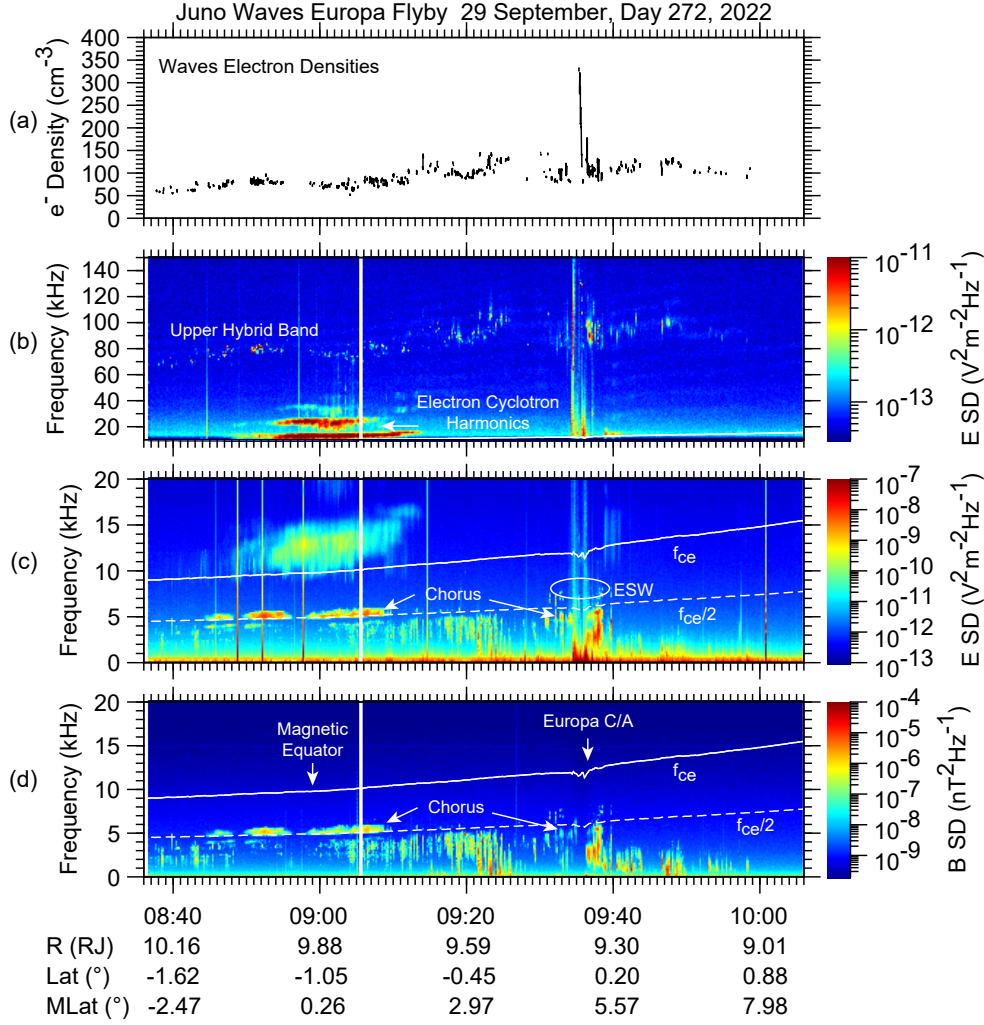 Juno Waves Europa Flyby 29 September, Day 272, 2022
(a)
e- Density (cm-3)
400
350
300
250
200
150
100
50
0
Waves Electron Densities
(b)
Frequency (kHz)
140
120
100
80
60
40
20
Upper Hybrid Band
Electron Cyclotron
Harmonics
10-11
10-12
10-13
E SD (V2m-2Hz-1)
(c)
Frequency (kHz)
20
15
10
5
0
fce
ESW
Chorus
fce/2
10-7
10-8
10-9
10-10
10-11
10-12
10-13
E SD (V2m-2Hz-1)
(d)
Frequency (kHz)
20
15
10
5
0
Magnetic
Equator
Europa C/A
fce
Chorus
fce/2
10-4
10-5
10-6
10-7
10-8
10-9
B SD (nT2Hz-1)
08:40 09:00 09:20 09:40 10:00
R (RJ) 10.16 9.88 9.59 9.30 9.01
Lat (°) -1.62 -1.05 -0.45 0.20 0.88
MLat (°) -2.47 0.26 2.97 5.57 7.98